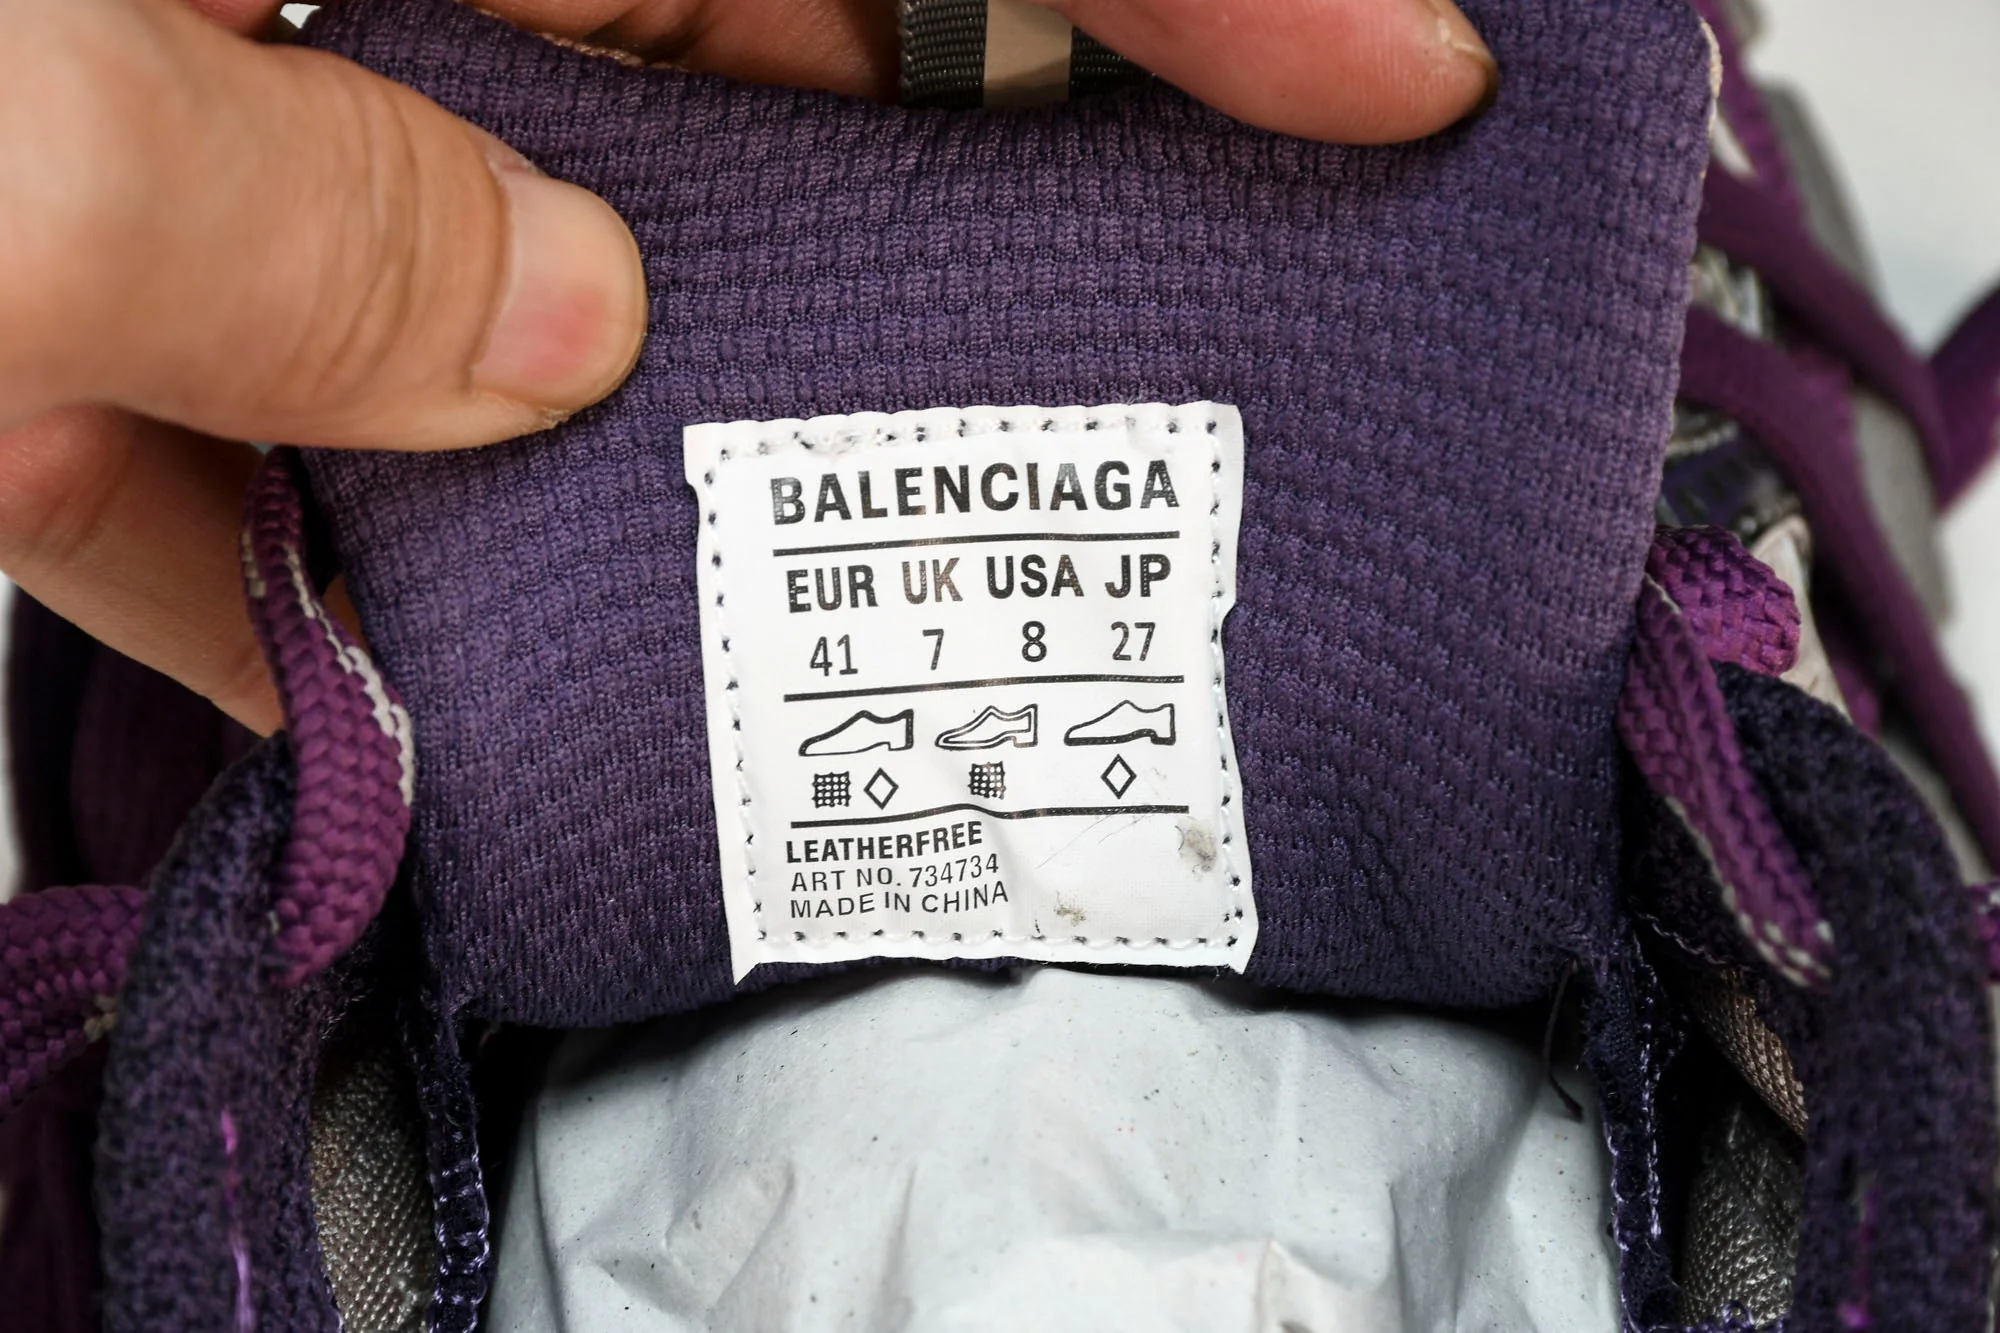 BALENCIAGA
EUR UK USA JP
41 7 8 27
LEATHERFREE
ART NO. 734734
MADE IN CHINA